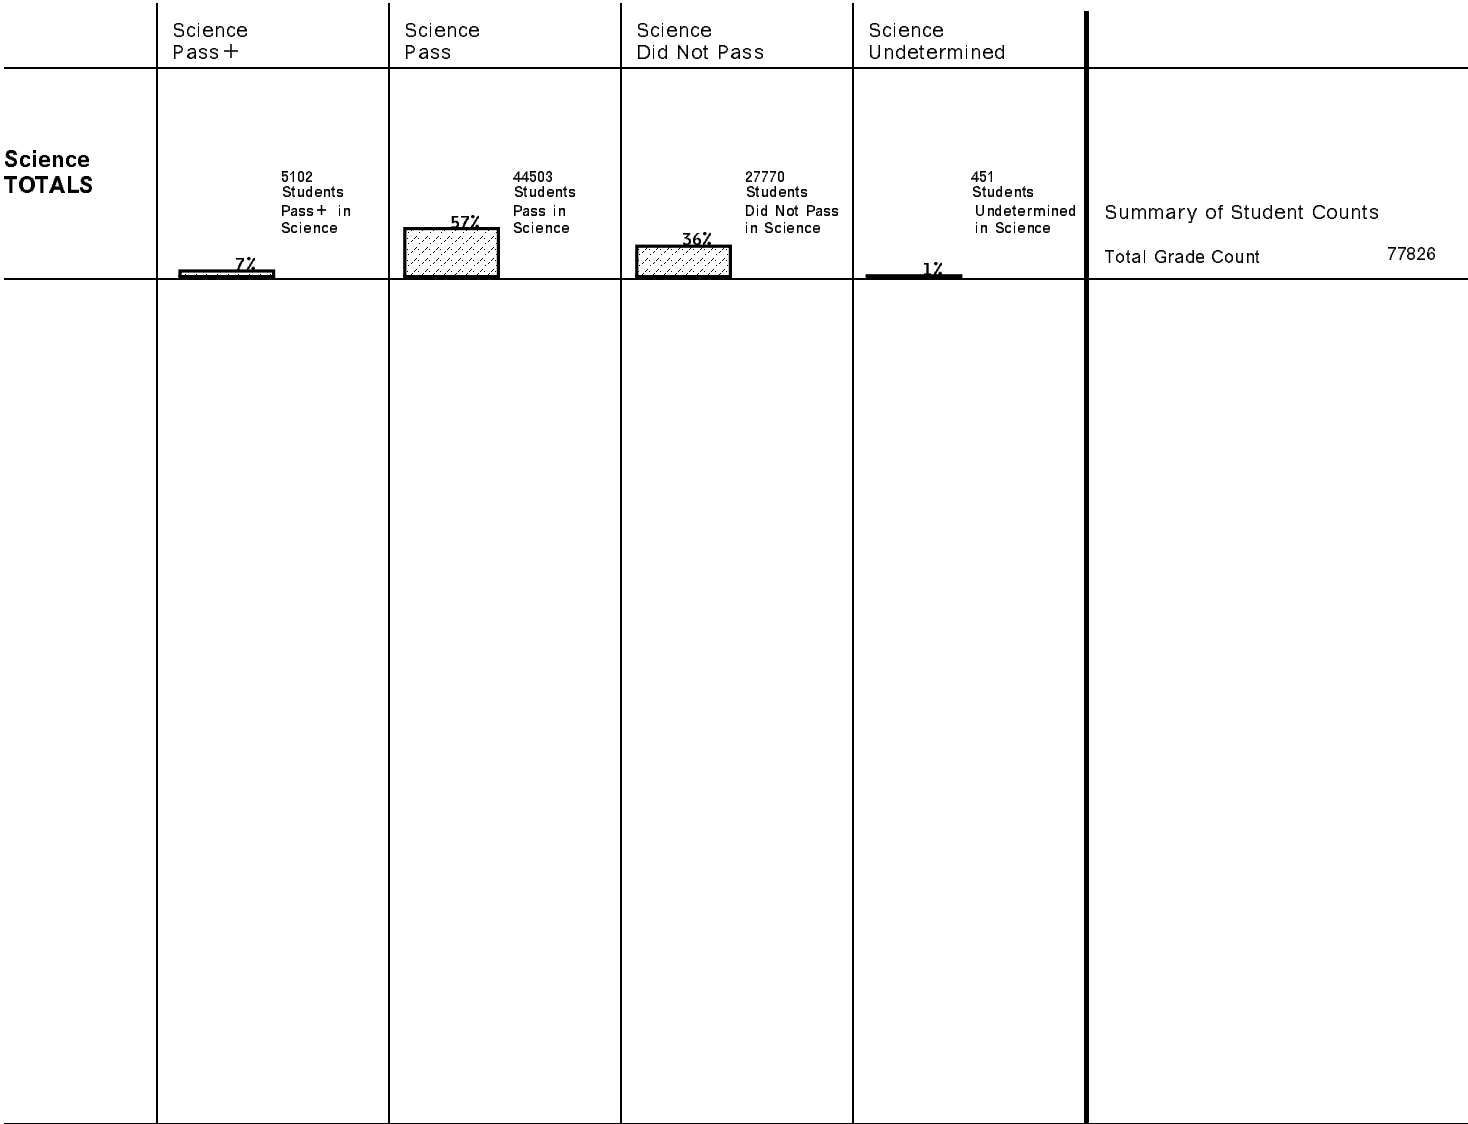 Science
Pass+
Science
Pass
Science
Did Not Pass
Science
Undetermined
Science
TOTALS
5102
Students
Pass+ in
Science
7%
44503
Students
Pass in
Science
57%
27770
Students
Did Not Pass
in Science
36%
451
Students
Undetermined
in Science
1%
Summary of Student Counts
Total Grade Count 77826